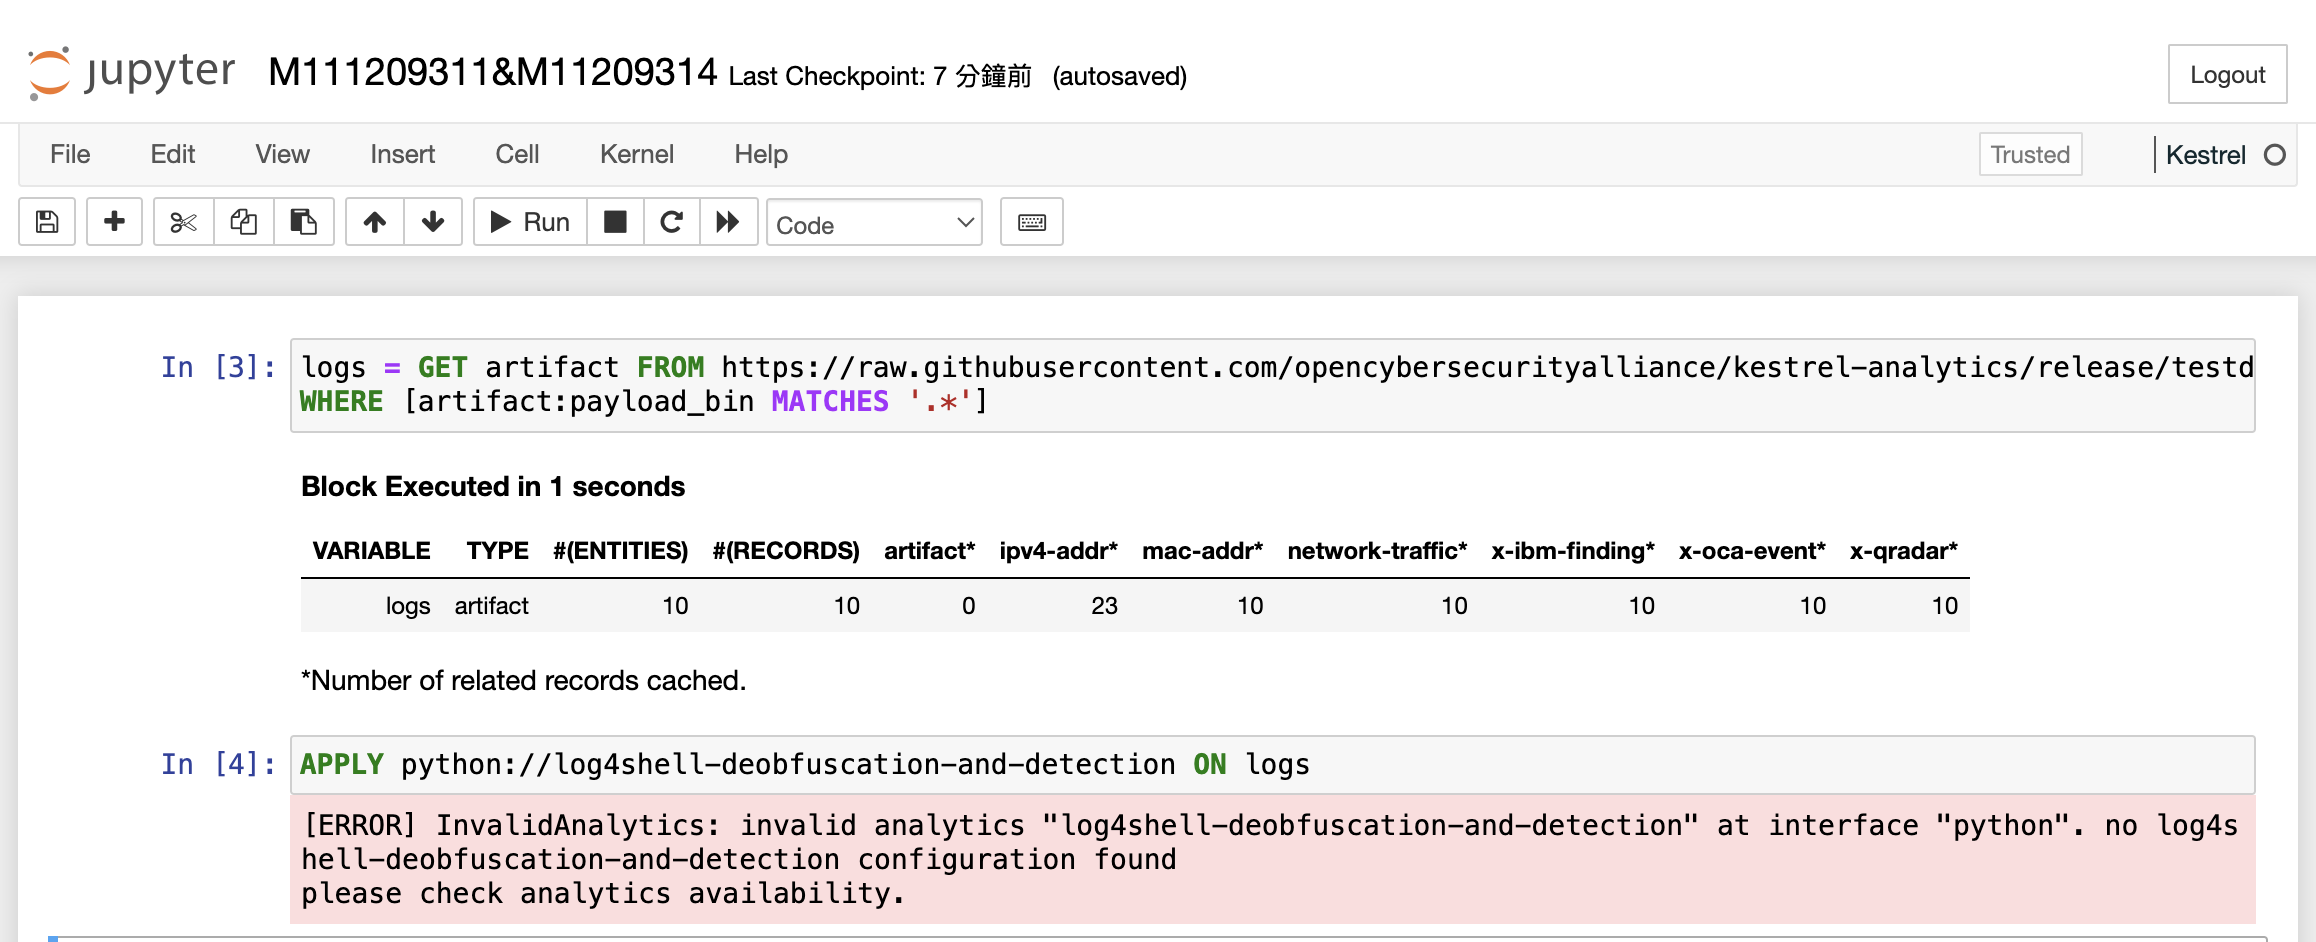 jupyter M111209311&M11209314 Last Checkpoint: 7 分鐘前 (autosaved) Logout
File Edit View Insert Cell Kernel Help Trusted Kestrel
Run Code
In [3]: logs = GET artifact FROM https://raw.githubusercontent.com/opencybersecurityalliance/kestrel-analytics/release/testd
WHERE [artifact:payload_bin MATCHES '.*']
Block Executed in 1 seconds
VARIABLE TYPE #(ENTITIES) #(RECORDS) artifact* ipv4-addr* mac-addr* network-traffic* x-ibm-finding* x-oca-event* x-qradar*
logs artifact 10 10 0 23 10 10 10 10 10
*Number of related records cached.
In [4]: APPLY python://log4shell-deobfuscation-and-detection ON logs
[ERROR] InvalidAnalytics: invalid analytics "log4shell-deobfuscation-and-detection" at interface "python". no log4s
hell-deobfuscation-and-detection configuration found
please check analytics availability.